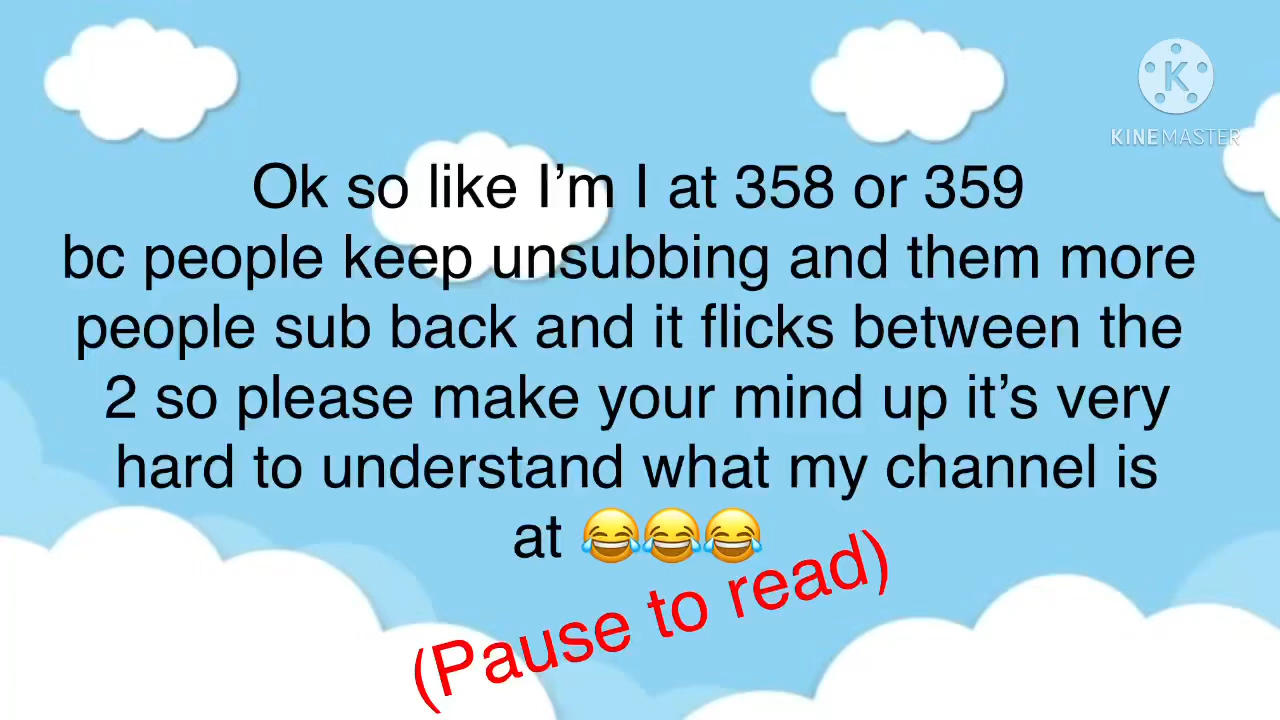 K
KINEMASTER
Ok so like I’m I at 358 or 359
bc people keep unsubbing and them more
people sub back and it flicks between the
2 so please make your mind up it’s very
hard to understand what my channel is
at 😂😂😂
(Pause to read)